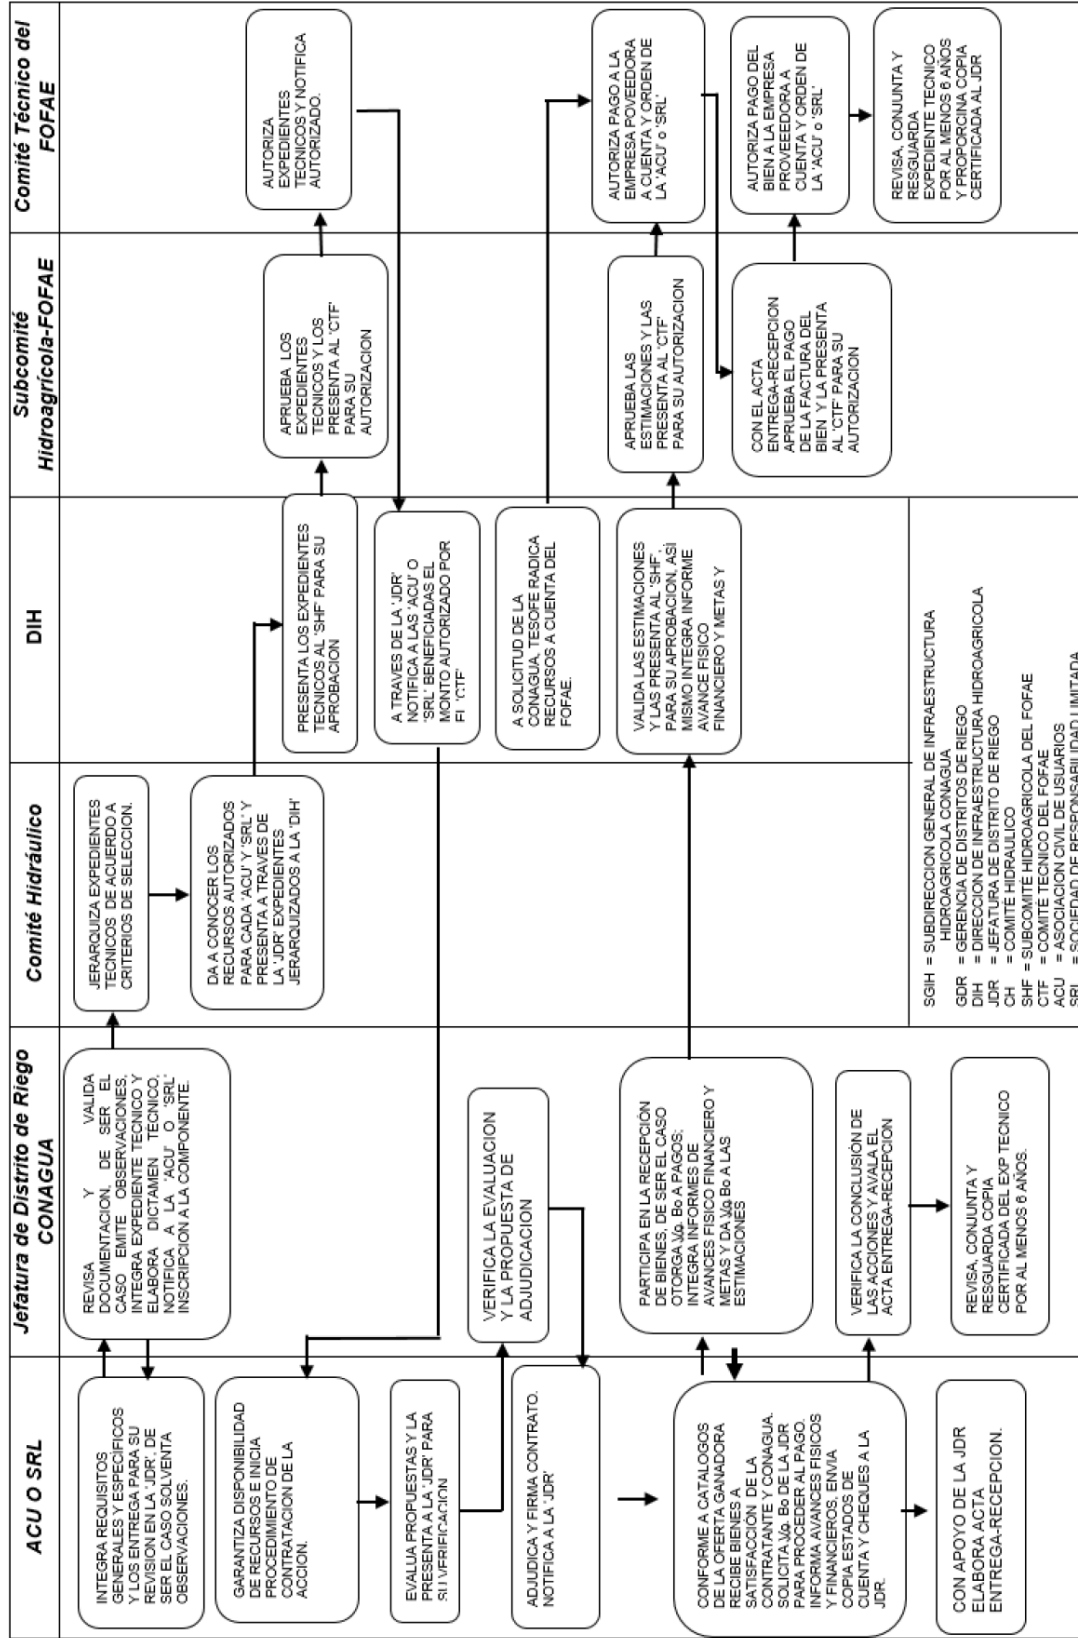 ACU O SRL
Jefatura de Distrito de Riego
CONAGUA
Comité Hidráulico
DIH
Subcomité
Hidroagrícola-FOFAE
Comité Técnico del
FOFAE
INTEGRA REQUISITOS
GENERALES Y ESPECÍFICOS
Y LOS ENTREGA PARA SU
REVISION EN LA 'JDR', DE
SER EL CASO SOLVENTA
OBSERVACIONES.
REVISA Y VALIDA
DOCUMENTACION, DE SER EL
CASO EMITE OBSERVACIONES,
INTEGRA EXPEDIENTE TECNICO Y
ELABORA DICTAMEN TECNICO,
NOTIFICA A LA 'ACU' O 'SRL'
INSCRIPCION A LA COMPONENTE.
JERARQUIZA EXPEDIENTES
TECNICOS DE ACUERDO A
CRITERIOS DE SELECCION.
DA A CONOCER LOS
RECURSOS AUTORIZADOS
PARA CADA 'ACU' Y 'SRL' Y
PRESENTA A TRAVES DE
LA 'JDR' EXPEDIENTES
JERARQUIZADOS A LA 'DIH'
PRESENTA LOS EXPEDIENTES
TECNICOS AL 'SHF' PARA SU
APROBACION
APRUEBA LOS
EXPEDIENTES
TECNICOS Y LOS
PRESENTA AL 'CTF'
PARA SU
AUTORIZACION
AUTORIZA
EXPEDIENTES
TECNICOS Y NOTIFICA
AUTORIZADO.
A TRAVES DE LA 'JDR'
NOTIFICA A LAS 'ACU' O
'SRL' BENEFICIADAS EL
MONTO AUTORIZADO POR
EL 'CTF'
GARANTIZA DISPONIBILIDAD
DE RECURSOS E INICIA
PROCEDIMIENTO DE
CONTRATACION DE LA
ACCION.
EVALUA PROPUESTAS Y LA
PRESENTA A LA 'JDR' PARA
SU VERIFICACION
VERIFICA LA EVALUACION
Y LA PROPUESTA DE
ADJUDICACION
ADJUDICA Y FIRMA CONTRATO.
NOTIFICA A LA 'JDR'
A SOLICITUD DE LA
CONAGUA, TESOFE RADICA
RECURSOS A CUENTA DEL
FOFAE.
CONFORME A CATALOGOS
DE LA OFERTA GANADORA
RECIBE BIENES A
SATISFACCIÓN DE LA
CONTRATANTE Y CONAGUA.
SOLICITA Vo. Bo DE LA JDR
PARA PROCEDER AL PAGO.
INFORMA AVANCES FISICOS
Y FINANCIEROS, ENVIA
COPIA ESTADOS DE
CUENTA Y CHEQUES A LA
JDR.
PARTICIPA EN LA RECEPCIÓN
DE BIENES, DE SER EL CASO
OTORGA Vo. Bo A PAGOS:
INTEGRA INFORMES DE
AVANCES FISICO FINANCIERO Y
METAS Y DA Vo Bo A LAS
ESTIMACIONES
VALIDA LAS ESTIMACIONES
Y LAS PRESENTA AL 'SHF',
PARA SU APROBACION, ASÍ
MISMO INTEGRA INFORME
AVANCE FISICO
FINANCIERO Y METAS Y
APRUEBA LAS
ESTIMACIONES Y LAS
PRESENTA AL 'CTF'
PARA SU AUTORIZACION
AUTORIZA PAGO A LA
EMPRESA POVEEDORA
A CUENTA Y ORDEN DE
LA 'ACU' o 'SRL'
CON EL ACTA
ENTREGA-RECEPCION
APRUEBA EL PAGO
DE LA FACTURA DEL
BIEN Y LA PRESENTA
AL 'CTF' PARA SU
AUTORIZACION
AUTORIZA PAGO DEL
BIEN A LA EMPRESA
PROVEEEDORA A
CUENTA Y ORDEN DE
LA 'ACU' o 'SRL'
REVISA, CONJUNTA Y
RESGUARDA
EXPEDIENTE TECNICO
POR AL MENOS 6 AÑOS
Y PROPORCINA COPIA
CERTIFICADA AL JDR
VERIFICA LA CONCLUSIÓN DE
LAS ACCIONES Y AVALA EL
ACTA ENTREGA-RECEPCION
REVISA, CONJUNTA Y
RESGUARDA COPIA
CERTIFICADA DEL EXP TECNICO
POR AL MENOS 6 AÑOS.
CON APOYO DE LA JDR
ELABORA ACTA
ENTREGA-RECEPCION.
SGIH = SUBDIRECCION GENERAL DE INFRAESTRUCTURA
HIDROAGRICOLA CONAGUA
GDR = GERENCIA DE DISTRITOS DE RIEGO
DIH = DIRECCION DE INFRAESTRUCTURA HIDROAGRICOLA
JDR = JEFATURA DE DISTRITO DE RIEGO
CH = COMITÉ HIDRAULICO
SHF = SUBCOMITÉ HIDROAGRICOLA DEL FOFAE
CTF = COMITÉ TECNICO DEL FOFAE
ACU = ASOCIACION CIVIL DE USUARIOS
SRL = SOCIEDAD DE RESPONSABILIDAD LIMITADA